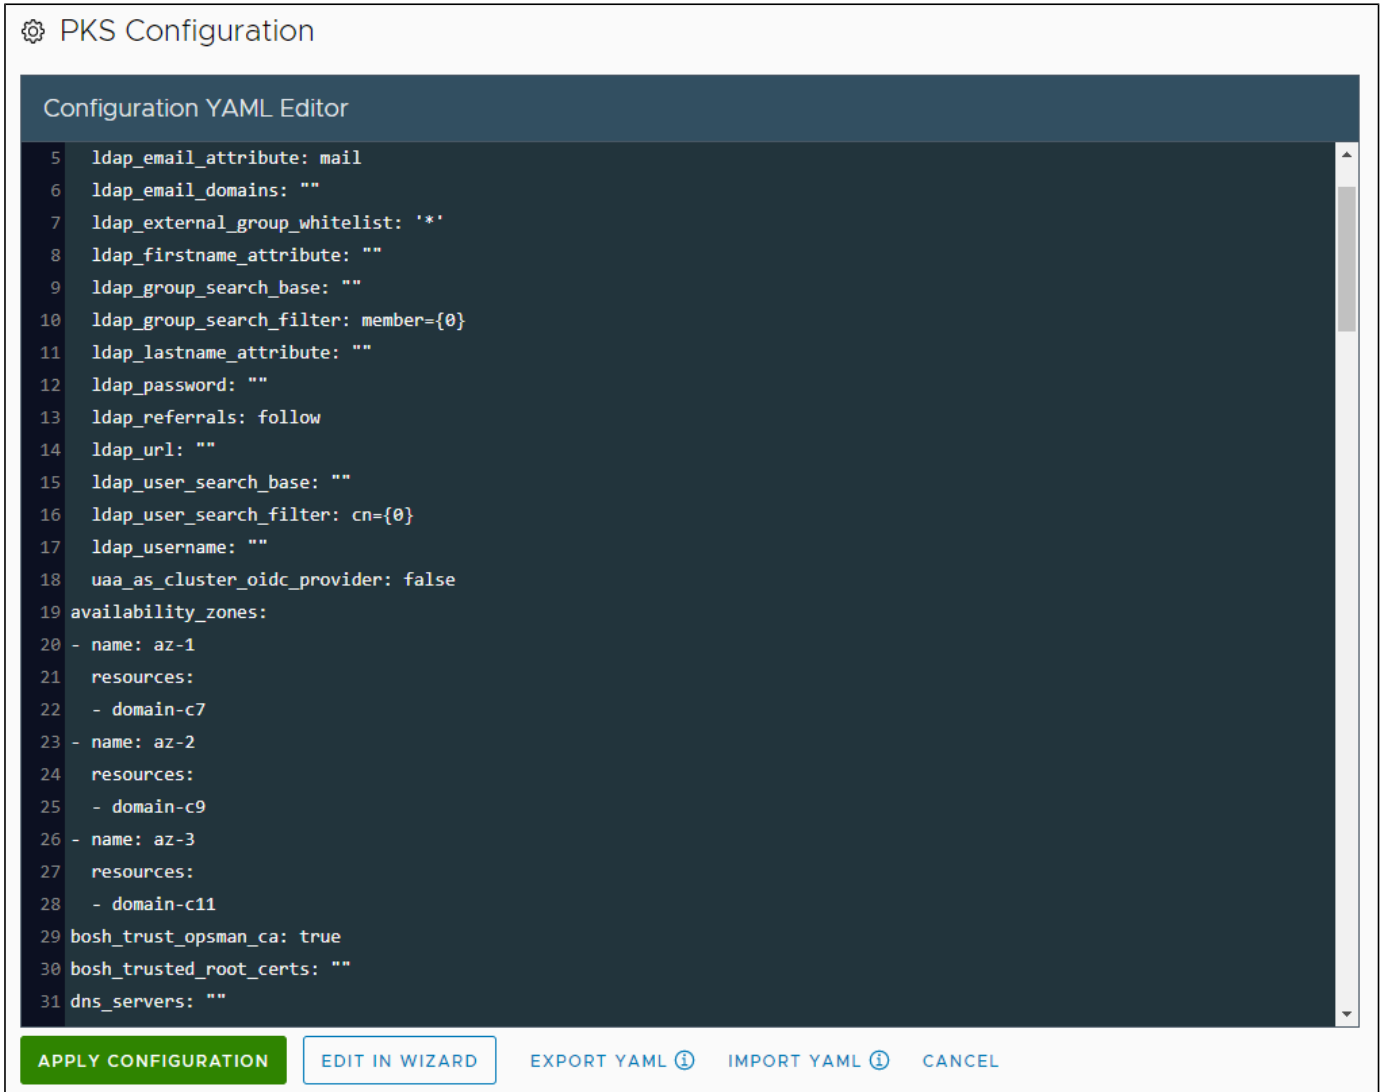 PKS Configuration
Configuration YAML Editor
5 ldap_email_attribute: mail
6 ldap_email_domains: ""
7 ldap_external_group_whitelist: '*'
8 ldap_firstname_attribute: ""
9 ldap_group_search_base: ""
10 ldap_group_search_filter: member={0}
11 ldap_lastname_attribute: ""
12 ldap_password: ""
13 ldap_referrals: follow
14 ldap_url: ""
15 ldap_user_search_base: ""
16 ldap_user_search_filter: cn={0}
17 ldap_username: ""
18 uaa_as_cluster_oidc_provider: false
19 availability_zones:
20 - name: az-1
21 resources:
22 - domain-c7
23 - name: az-2
24 resources:
25 - domain-c9
26 - name: az-3
27 resources:
28 - domain-c11
29 bosh_trust_opsman_ca: true
30 bosh_trusted_root_certs: ""
31 dns_servers: ""
APPLY CONFIGURATION EDIT IN WIZARD EXPORT YAML IMPORT YAML CANCEL